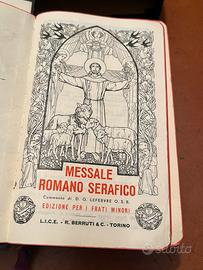 MESSALE
ROMANO SERAFICO
Commento di D. G. LEFEBVRE O. S. B.
EDIZIONE PER I FRATI MINORI
L.I.C.E. - R. BERRUTI & C. - TORINO
subito